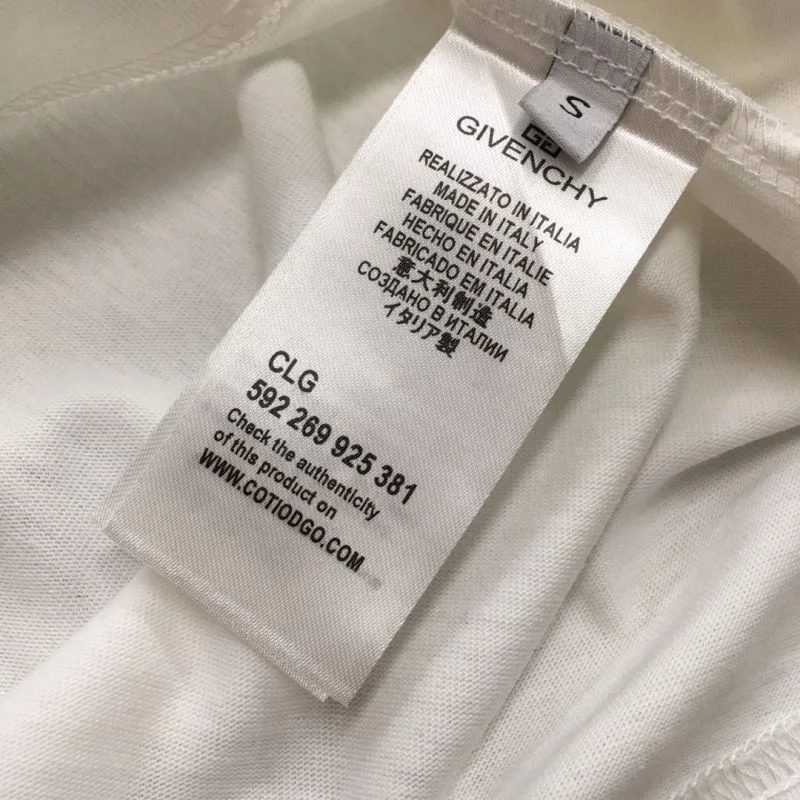 S
GIVENCHY
REALIZZATO IN ITALIA
MADE IN ITALY
FABRIQUE EN ITALIE
HECHO EN ITALIA
FABRICADO EM ITALIA
意大利制造
СОЗДАНО В ИТАЛИИ
イタリア製
CLG
592 269 925 381
Check the authenticity
of this product on
WWW.COTIODGO.COM